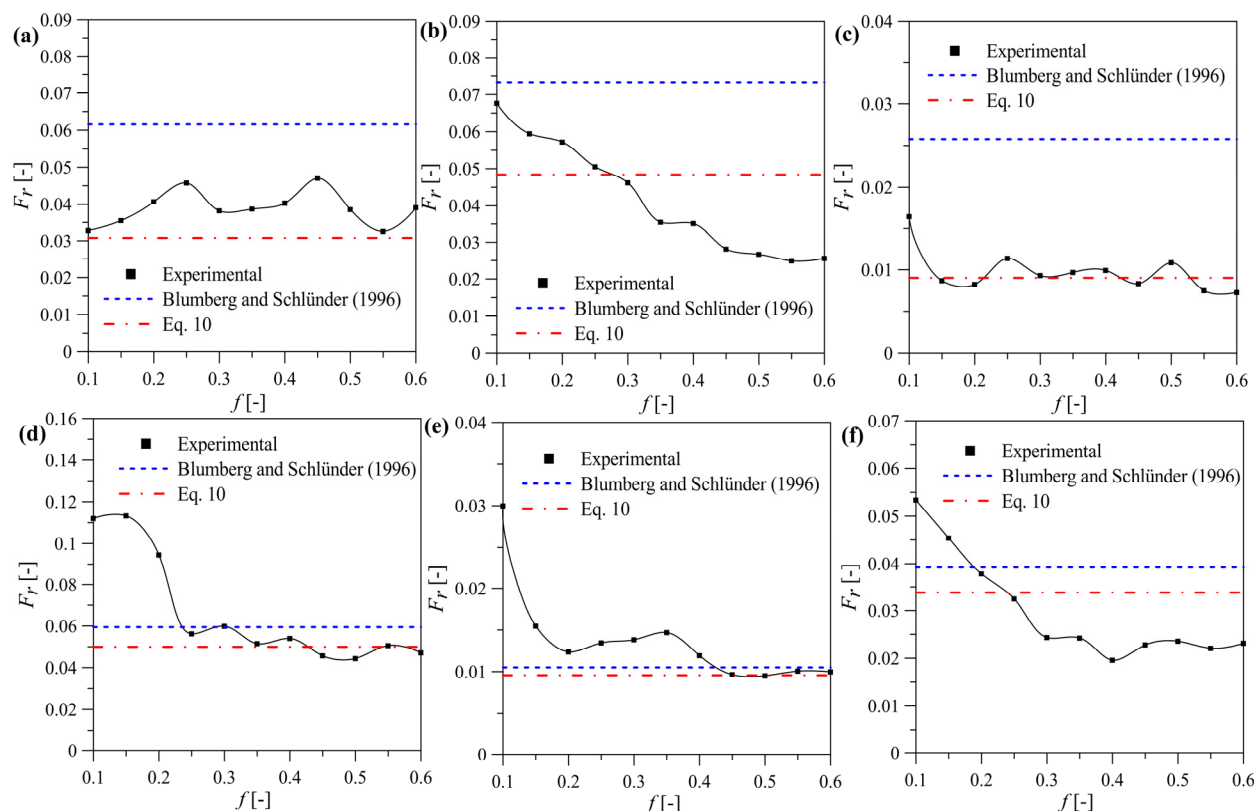 (a)
0.09
0.08
0.07
0.06
0.05
0.04
0.03
0.02
0.01
0
Fr [-]
Experimental
Blumberg and Schlünder (1996)
Eq. 10
0.1 0.2 0.3 0.4 0.5 0.6
f [-]
(b)
0.09
0.08
0.07
0.06
0.05
0.04
0.03
0.02
0.01
0
Fr [-]
Experimental
Blumberg and Schlünder (1996)
Eq. 10
0.1 0.2 0.3 0.4 0.5 0.6
f [-]
(c)
0.04
0.03
0.02
0.01
0
Fr [-]
Experimental
Blumberg and Schlünder (1996)
Eq. 10
0.1 0.2 0.3 0.4 0.5 0.6
f [-]
(d)
0.16
0.14
0.12
0.1
0.08
0.06
0.04
0.02
0
Fr [-]
Experimental
Blumberg and Schlünder (1996)
Eq. 10
0.1 0.2 0.3 0.4 0.5 0.6
f [-]
(e)
0.04
0.03
0.02
0.01
0
Fr [-]
Experimental
Blumberg and Schlünder (1996)
Eq. 10
0.1 0.2 0.3 0.4 0.5 0.6
f [-]
(f)
0.07
0.06
0.05
0.04
0.03
0.02
0.01
0
Fr [-]
Experimental
Blumberg and Schlünder (1996)
Eq. 10
0.1 0.2 0.3 0.4 0.5 0.6
f [-]